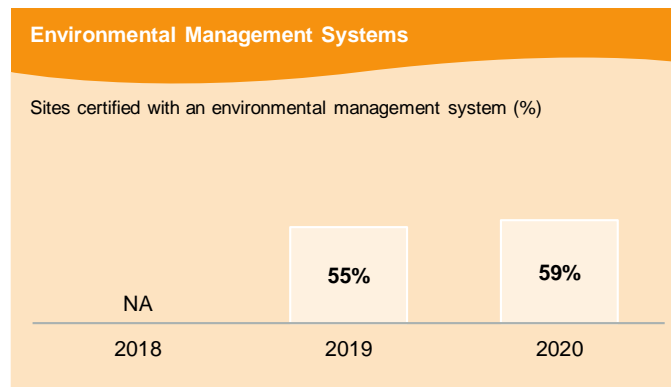 Environmental Management Systems
Sites certified with an environmental management system (%)
55%
59%
NA
2018
2019
2020